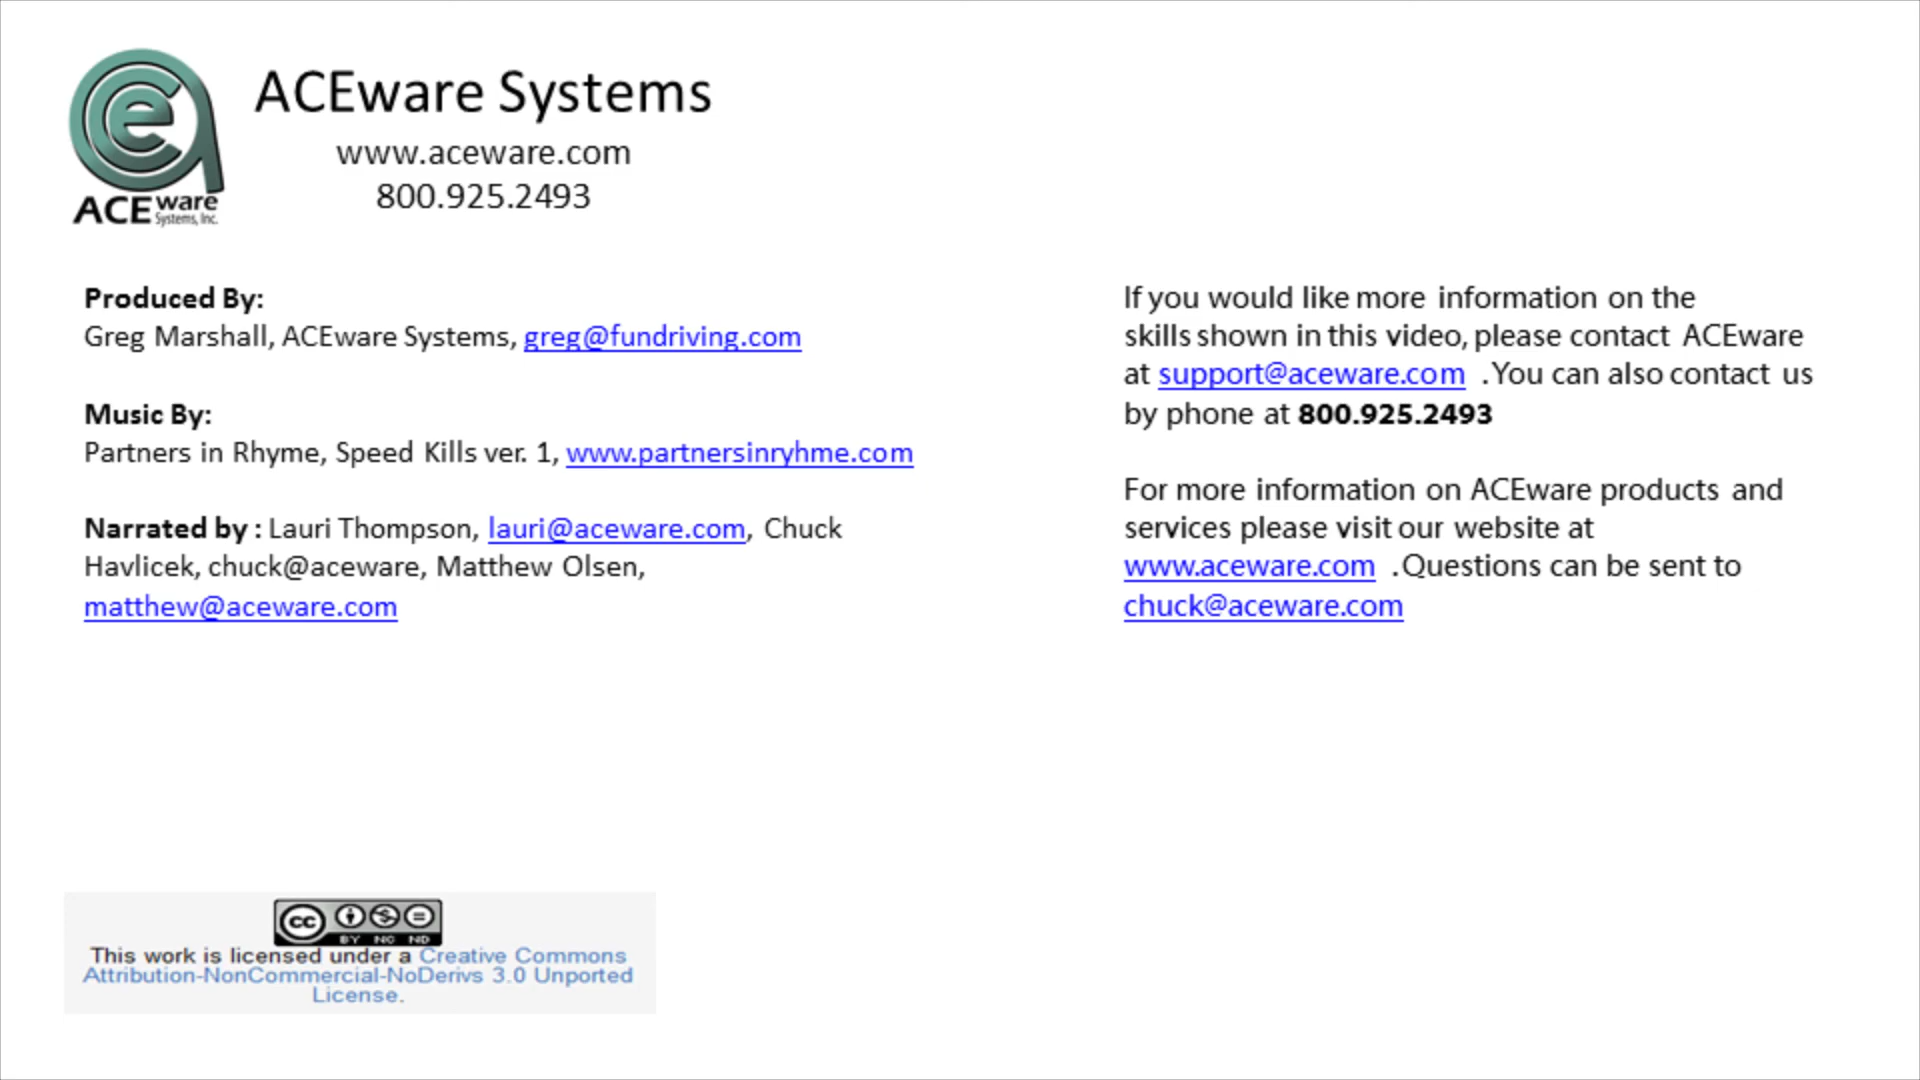 ACEware Systems
www.aceware.com
800.925.2493
ACEware
Systems, Inc.
Produced By:
Greg Marshall, ACEware Systems, greg@fundriving.com
Music By:
Partners in Rhyme, Speed Kills ver. 1, www.partnersinryhme.com
Narrated by : Lauri Thompson, lauri@aceware.com, Chuck
Havlicek, chuck@aceware, Matthew Olsen,
matthew@aceware.com
If you would like more information on the
skills shown in this video, please contact ACEware
at support@aceware.com .You can also contact us
by phone at 800.925.2493
For more information on ACEware products and
services please visit our website at
www.aceware.com .Questions can be sent to
chuck@aceware.com
cc
BY NC ND
This work is licensed under a Creative Commons
Attribution-NonCommercial-NoDerivs 3.0 Unported
License.